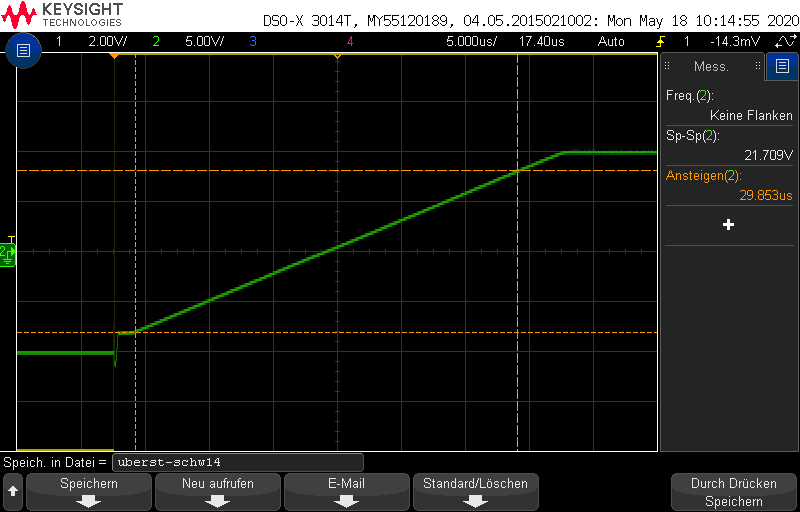 KEYSIGHT
TECHNOLOGIES
DSO-X 3014T, MY55120189, 04.05.2015021002: Mon May 18 10:14:55 2020
1 2.00V/ 2 5.00V/ 3 4 5.000us/ 17.40us Auto 1 -14.3mV
Mess.
Freq.(2):
Keine Flanken
Sp-Sp(2):
21.709V
Ansteigen(2):
29.853us
T
2
Speich. in Datei = uberst-schw14
Speichern
Neu aufrufen
E-Mail
Standard/Löschen
Durch Drücken
Speichern